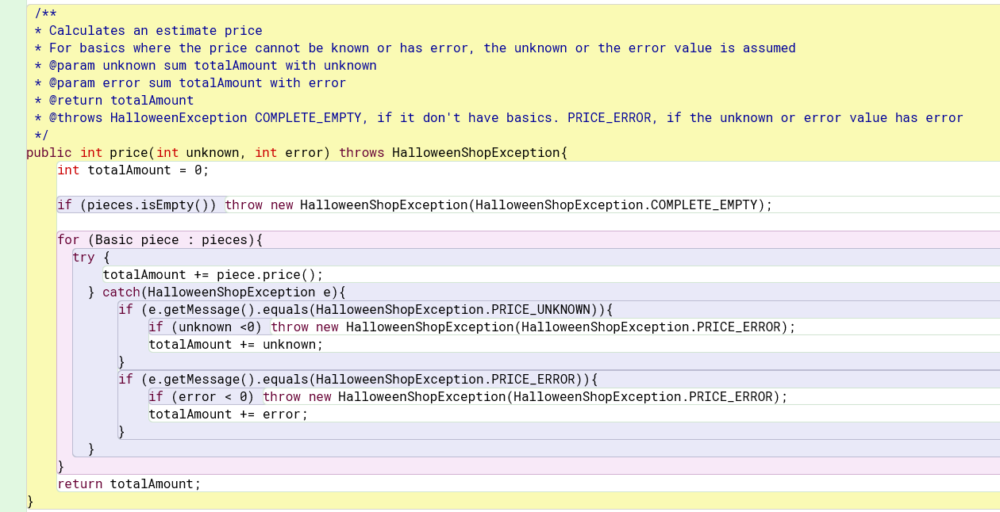 /**
* Calculates an estimate price
* For basics where the price cannot be known or has error, the unknown or the error value is assumed
* @param unknown sum totalAmount with unknown
* @param error sum totalAmount with error
* @return totalAmount
* @throws HalloweenException COMPLETE_EMPTY, if it don't have basics. PRICE_ERROR, if the unknown or error value has error
*/
public int price(int unknown, int error) throws HalloweenShopException{
    int totalAmount = 0;

    if (pieces.isEmpty()) throw new HalloweenShopException(HalloweenShopException.COMPLETE_EMPTY);

    for (Basic piece : pieces){
      try {
          totalAmount += piece.price();
        } catch(HalloweenShopException e){
            if (e.getMessage().equals(HalloweenShopException.PRICE_UNKNOWN)){
                if (unknown <0) throw new HalloweenShopException(HalloweenShopException.PRICE_ERROR);
                totalAmount += unknown;
            }
            if (e.getMessage().equals(HalloweenShopException.PRICE_ERROR)){
                if (error < 0) throw new HalloweenShopException(HalloweenShopException.PRICE_ERROR);
                totalAmount += error;
            }
        }
    }
    return totalAmount;
}